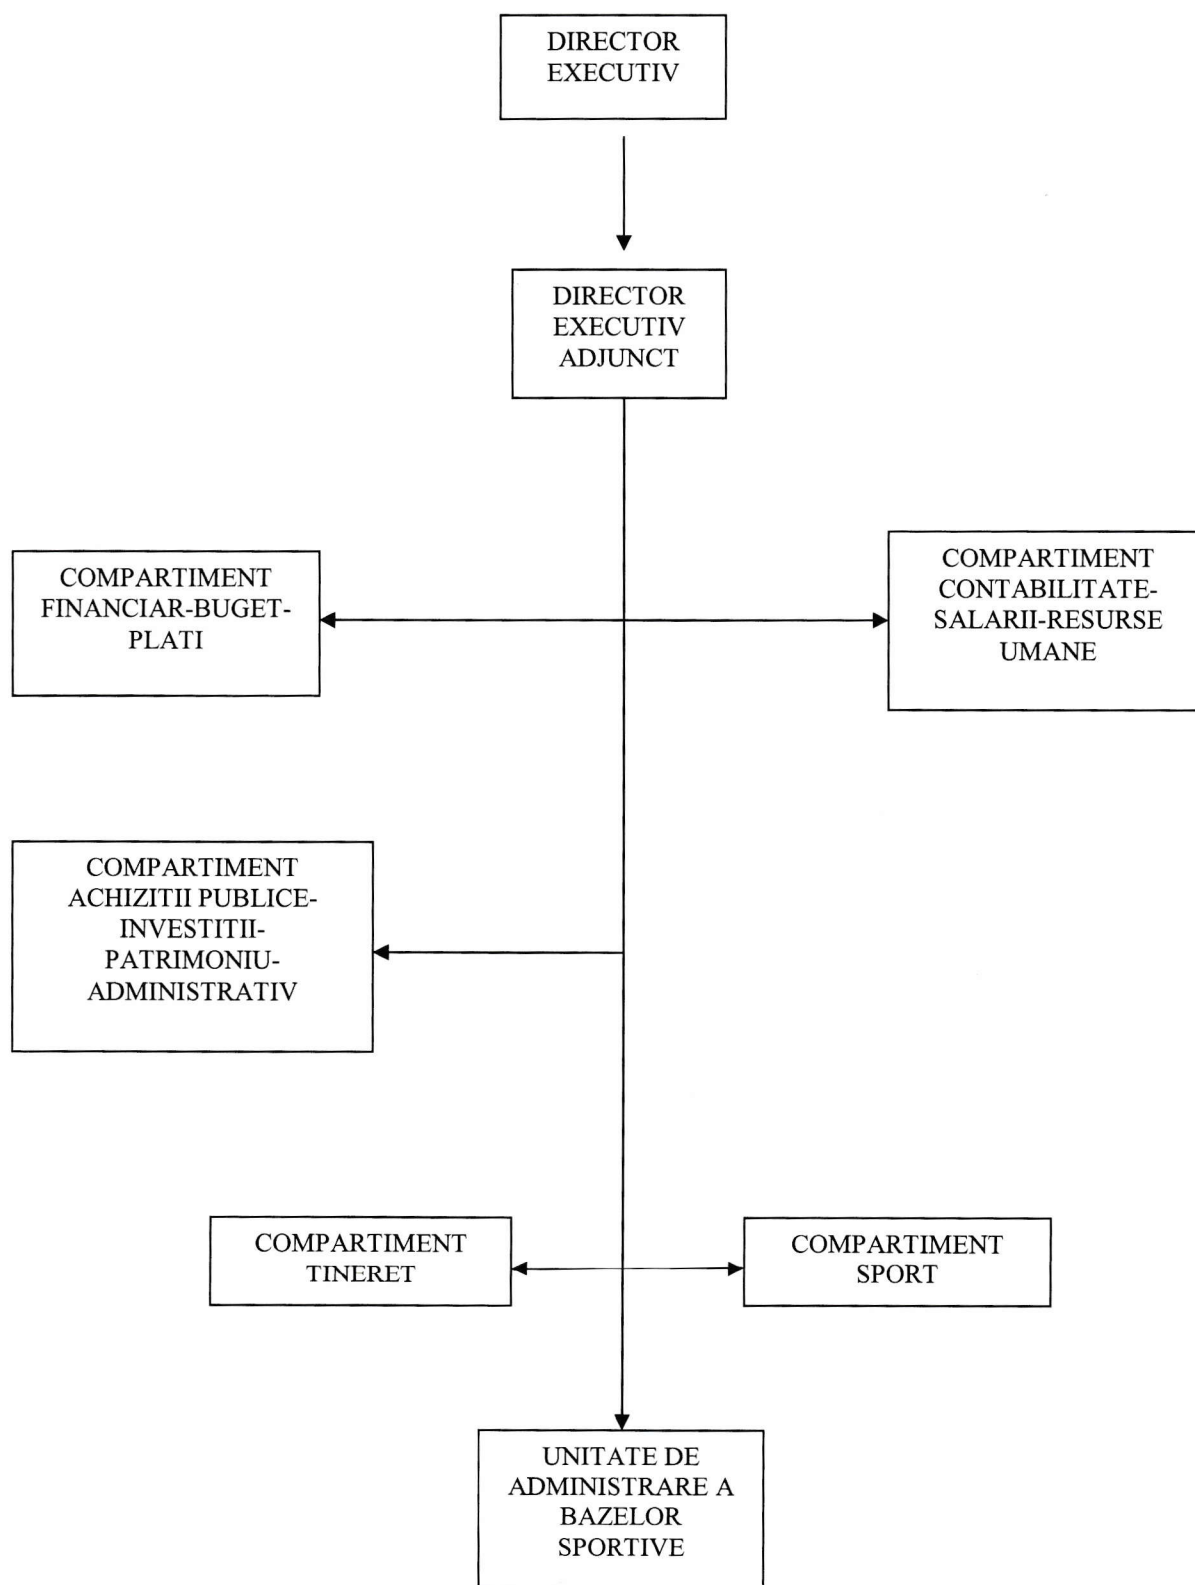 DIRECTOR
EXECUTIV
DIRECTOR
EXECUTIV
ADJUNCT
COMPARTIMENT
FINANCIAR-BUGET-
PLATI
COMPARTIMENT
CONTABILITATE-
SALARII-RESURSE
UMANE
COMPARTIMENT
ACHIZITII PUBLICE-
INVESTITII-
PATRIMONIU-
ADMINISTRATIV
COMPARTIMENT
TINERET
COMPARTIMENT
SPORT
UNITATE DE
ADMINISTRARE A
BAZELOR
SPORTIVE